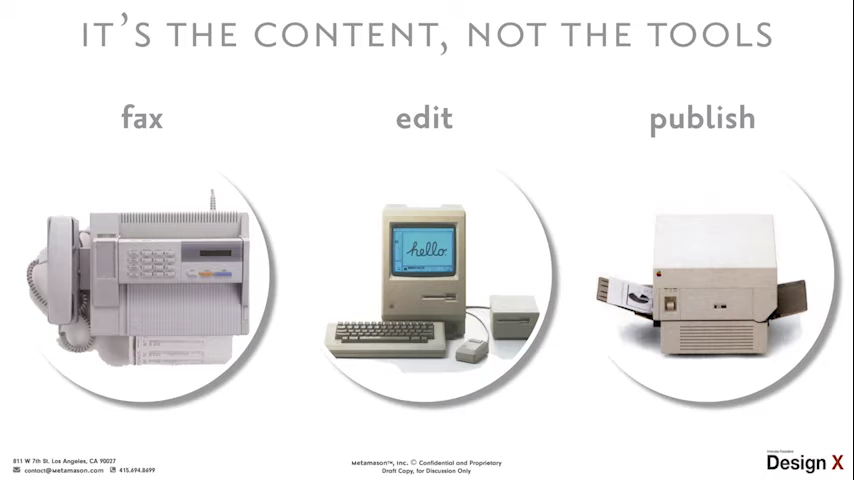 IT'S THE CONTENT, NOT THE TOOLS
fax
edit
publish
hello.
811 W 7th St. Los Angeles, CA 90027
contact@Metamason.com 415.694.8699
Metamason™, Inc. © Confidential and Proprietary
Draft Copy, for Discussion Only
Design X